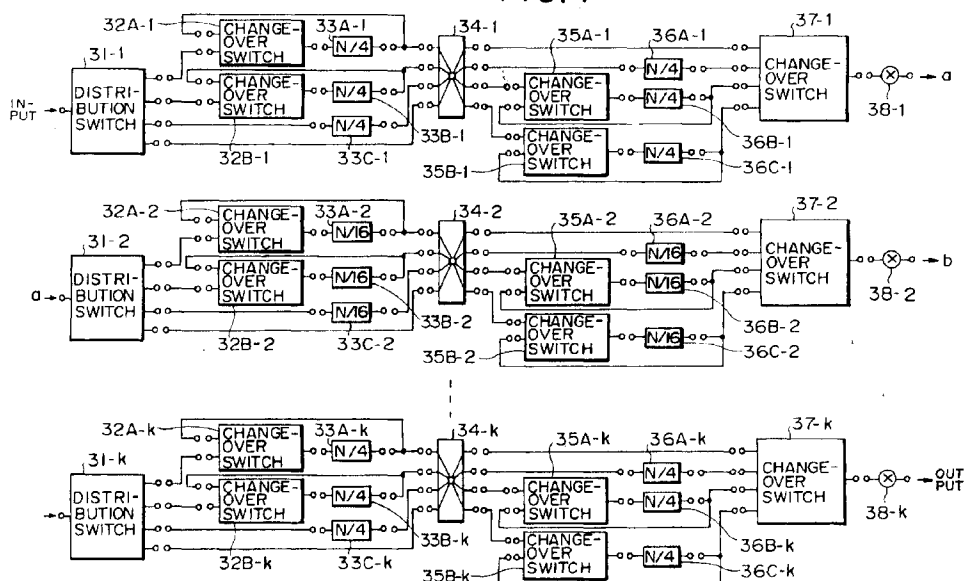 32A-1
CHANGE-
OVER
SWITCH
33A-1
N/4
34-1
35A-1
36A-1
37-1
31-1
IN-
PUT
DISTRI-
BUTION
SWITCH
CHANGE-
OVER
SWITCH
N/4
N/4
32B-1
33B-1
33C-1
CHANGE-
OVER
SWITCH
N/4
N/4
CHANGE-
OVER
SWITCH
N/4
35B-1
36B-1
36C-1
CHANGE-
OVER
SWITCH
38-1
a
32A-2
CHANGE-
OVER
SWITCH
33A-2
N/16
34-2
35A-2
36A-2
37-2
31-2
a
DISTRI-
BUTION
SWITCH
CHANGE-
OVER
SWITCH
N/16
N/16
32B-2
33B-2
33C-2
CHANGE-
OVER
SWITCH
N/16
N/16
CHANGE-
OVER
SWITCH
N/16
35B-2
36B-2
36C-2
CHANGE-
OVER
SWITCH
38-2
b
32A-k
CHANGE-
OVER
SWITCH
33A-k
N/4
34-k
35A-k
36A-k
37-k
31-k
DISTRI-
BUTION
SWITCH
CHANGE-
OVER
SWITCH
N/4
N/4
32B-k
33B-k
33C-k
CHANGE-
OVER
SWITCH
N/4
N/4
CHANGE-
OVER
SWITCH
N/4
35B-k
36B-k
36C-k
CHANGE-
OVER
SWITCH
38-k
OUT
PUT